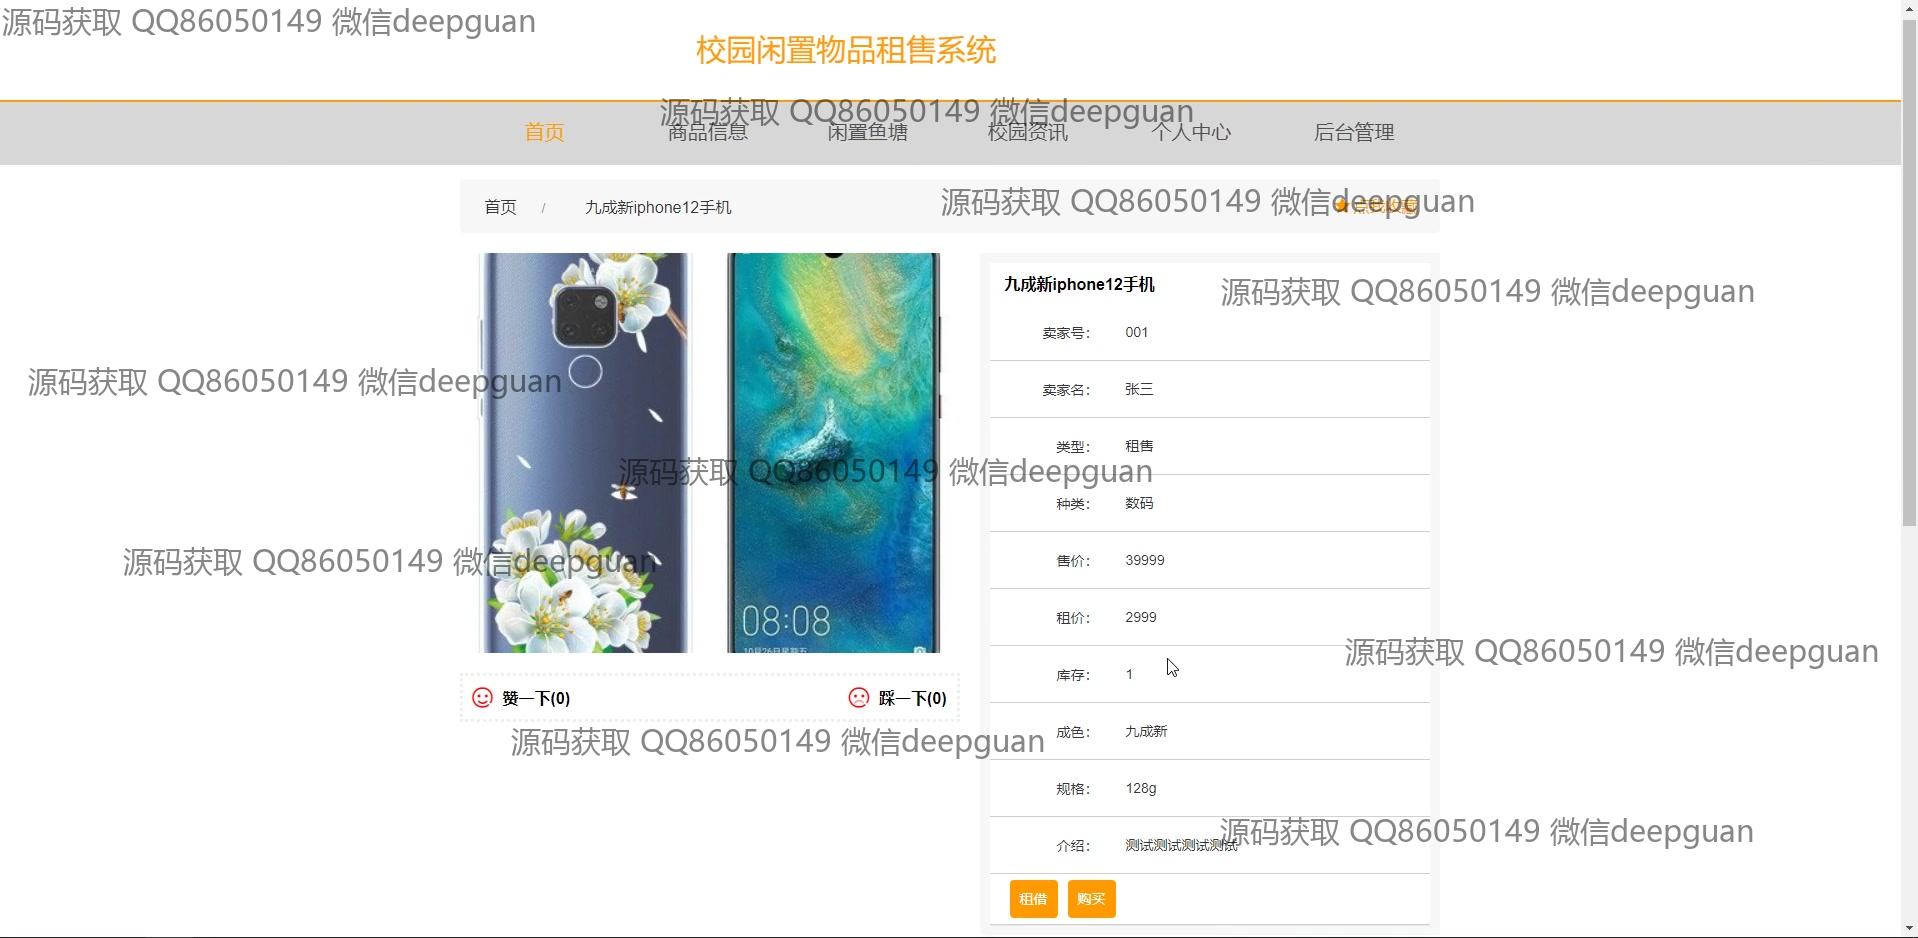 源码获取 QQ86050149 微信deepguan
校园闲置物品租售系统
源码获取 QQ86050149 微信deepguan
首页 商品信息 闲置鱼塘 校园资讯 个人中心 后台管理
首页 / 九成新iphone12手机
源码获取 QQ86050149 微信deepguan
点我收藏
九成新iphone12手机
源码获取 QQ86050149 微信deepguan
卖家号： 001
源码获取 QQ86050149 微信deepguan
卖家名： 张三
类型： 租售
源码获取 QQ86050149 微信deepguan
种类： 数码
源码获取 QQ86050149 微信deepguan
售价： 39999
租价： 2999
08:08
10月26日星期五
源码获取 QQ86050149 微信deepguan
库存： 1
赞一下(0) 踩一下(0)
源码获取 QQ86050149 微信deepguan
成色： 九成新
规格： 128g
源码获取 QQ86050149 微信deepguan
介绍： 测试测试测试测试
租借 购买